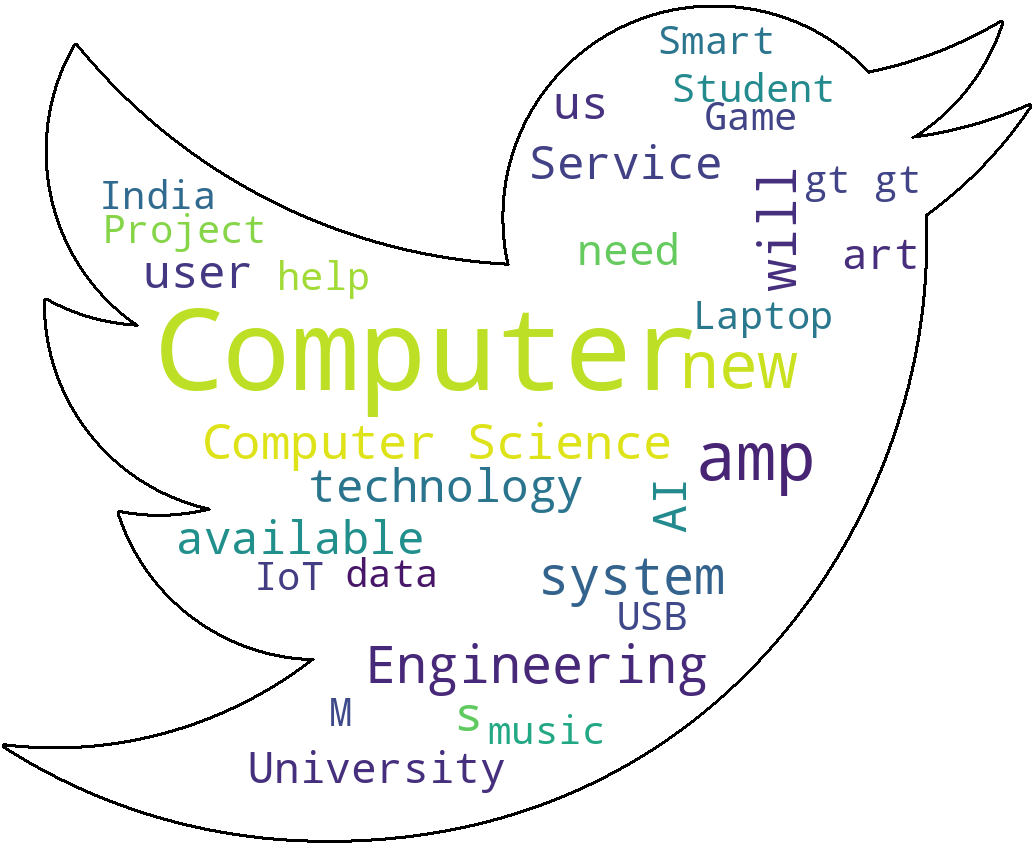 Smart
Student
us
Game
Service
will
gt gt
India
Project
need
art
user
help
Laptop
Computer
new
Computer Science
amp
technology
AI
available
IoT
data
system
USB
Engineering
M
s
music
University